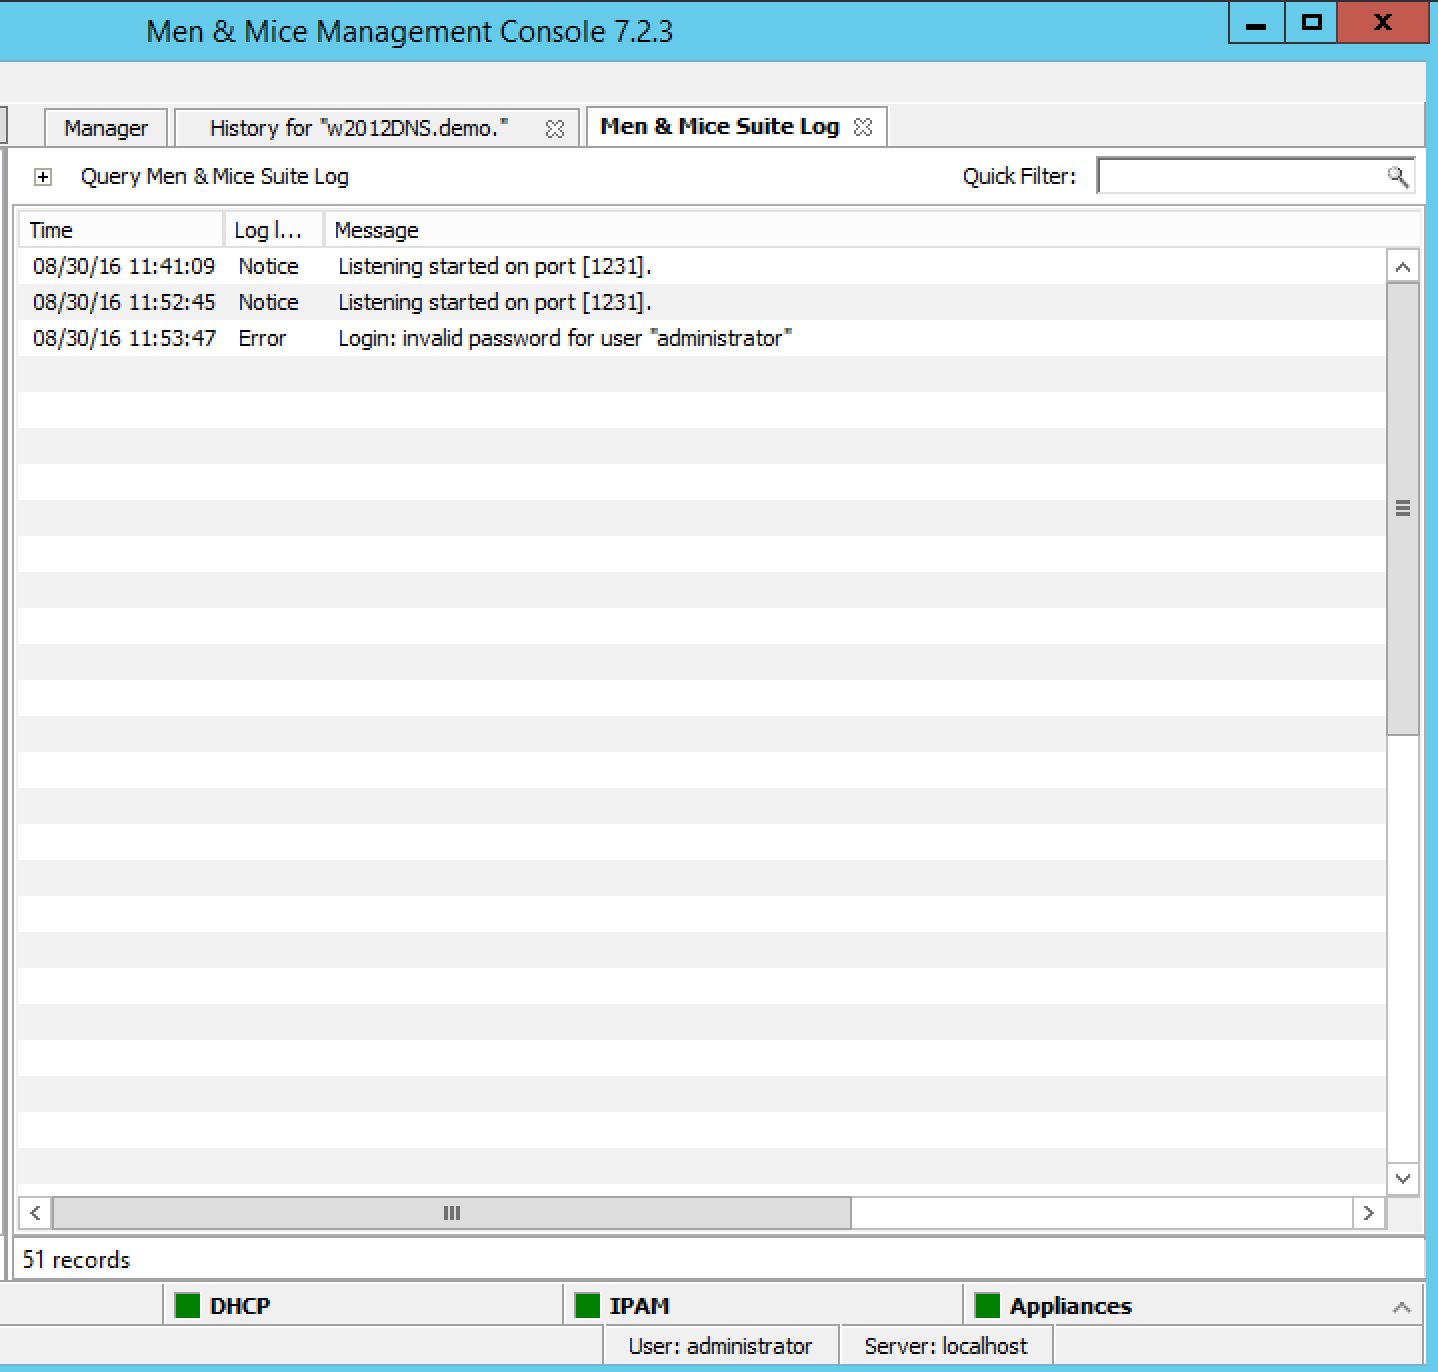 Men & Mice Management Console 7.2.3
Manager History for "w2012DNS.demo." Men & Mice Suite Log
Query Men & Mice Suite Log Quick Filter:
Time Log l... Message
08/30/16 11:41:09 Notice Listening started on port [1231].
08/30/16 11:52:45 Notice Listening started on port [1231].
08/30/16 11:53:47 Error Login: invalid password for user "administrator"
51 records
DHCP IPAM Appliances
User: administrator Server: localhost